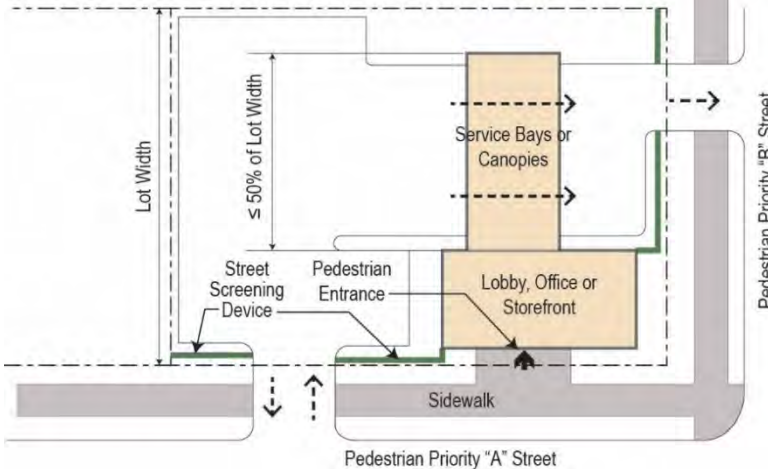 Lot Width
≤ 50% of Lot Width
Service Bays or
Canopies
Pedestrian Priority "B" Street
Street
Screening
Device
Pedestrian
Entrance
Lobby, Office or
Storefront
Sidewalk
Pedestrian Priority "A" Street